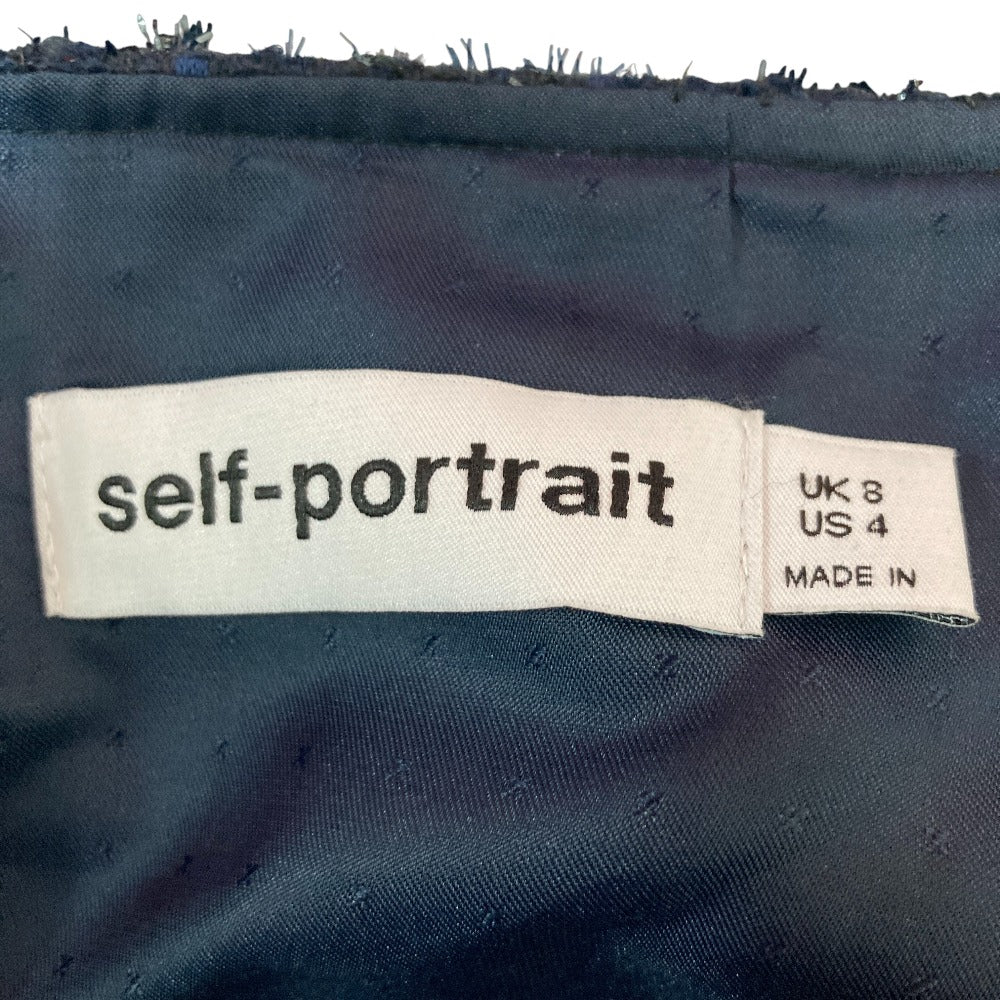 self-portrait
UK 8
US 4
MADE IN